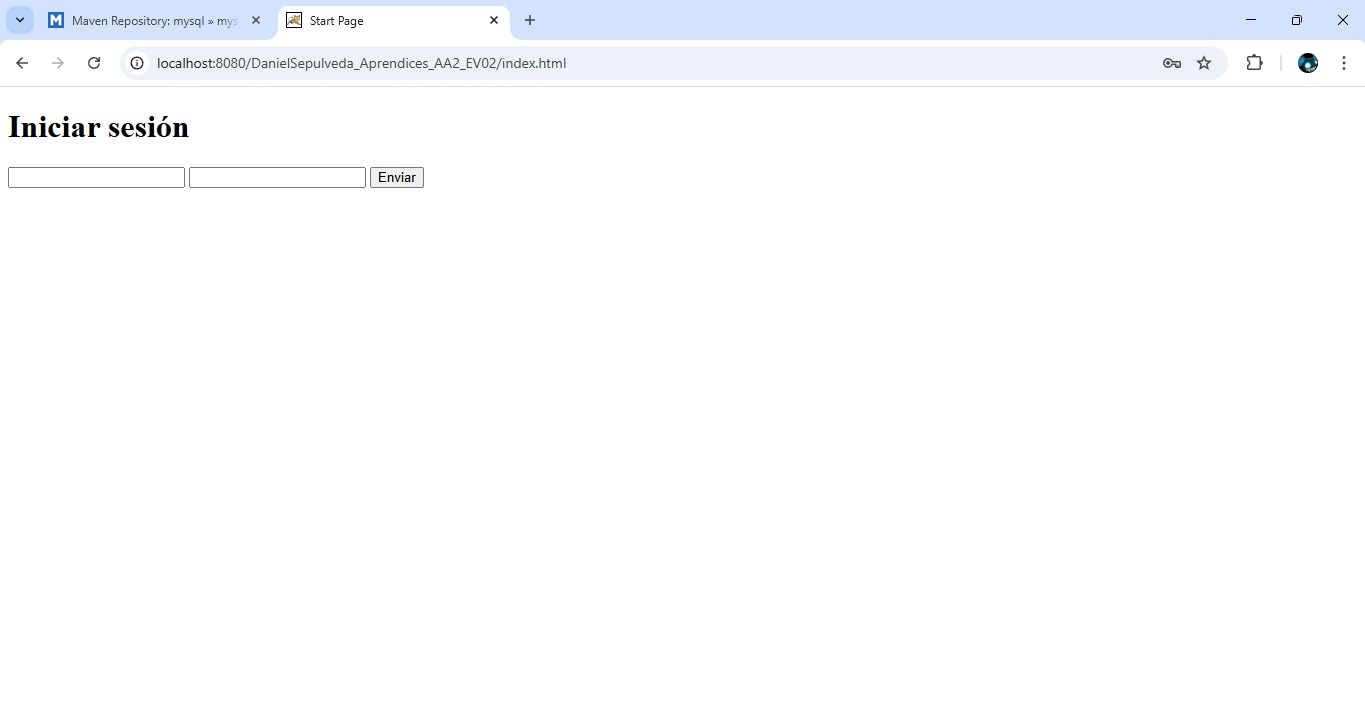 Maven Repository: mysql » mys
Start Page
localhost:8080/DanielSepulveda_Aprendices_AA2_EV02/index.html
Iniciar sesión
Enviar